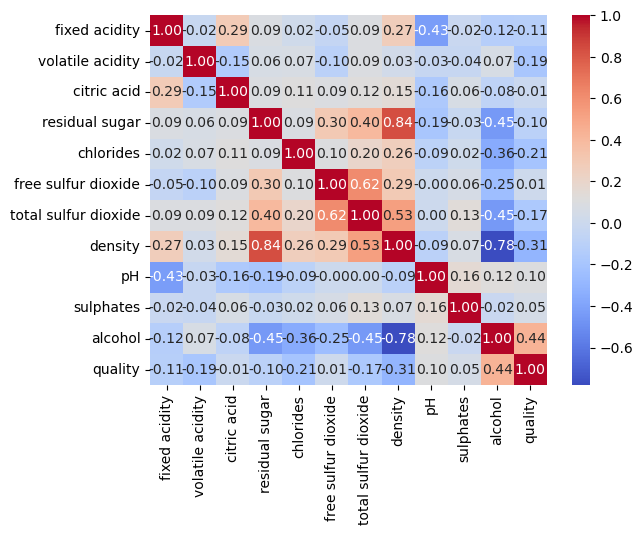 fixed acidity 1.00 -0.02 0.29 0.09 0.02 -0.05 0.09 0.27 -0.43 -0.02 -0.12 -0.11
volatile acidity -0.02 1.00 -0.15 0.06 0.07 -0.10 0.09 0.03 -0.03 -0.04 0.07 -0.19
citric acid 0.29 -0.15 1.00 0.09 0.11 0.09 0.12 0.15 -0.16 0.06 -0.08 -0.01
residual sugar 0.09 0.06 0.09 1.00 0.09 0.30 0.40 0.84 -0.19 -0.03 -0.45 -0.10
chlorides 0.02 0.07 0.11 0.09 1.00 0.10 0.20 0.26 -0.09 0.02 -0.36 -0.21
free sulfur dioxide -0.05 -0.10 0.09 0.30 0.10 1.00 0.62 0.29 -0.00 0.06 -0.25 0.01
total sulfur dioxide 0.09 0.09 0.12 0.40 0.20 0.62 1.00 0.53 0.00 0.13 -0.45 -0.17
density 0.27 0.03 0.15 0.84 0.26 0.29 0.53 1.00 -0.09 0.07 -0.78 -0.31
pH -0.43 -0.03 -0.16 -0.19 -0.09 -0.00 0.00 -0.09 1.00 0.16 0.12 0.10
sulphates -0.02 -0.04 0.06 -0.03 0.02 0.06 0.13 0.07 0.16 1.00 -0.02 0.05
alcohol -0.12 0.07 -0.08 -0.45 -0.36 -0.25 -0.45 -0.78 0.12 -0.02 1.00 0.44
quality -0.11 -0.19 -0.01 -0.10 -0.21 0.01 -0.17 -0.31 0.10 0.05 0.44 1.00
fixed acidity
volatile acidity
citric acid
residual sugar
chlorides
free sulfur dioxide
total sulfur dioxide
density
pH
sulphates
alcohol
quality
1.0
0.8
0.6
0.4
0.2
0.0
−0.2
−0.4
−0.6